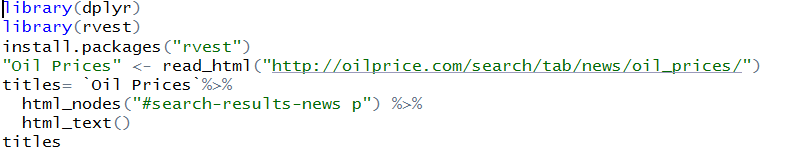 library(dplyr)
library(rvest)
install.packages("rvest")
"Oil Prices" <- read_html("http://oilprice.com/search/tab/news/oil_prices/")
titles= `Oil Prices`%>%
  html_nodes("#search-results-news p") %>%
  html_text()
titles